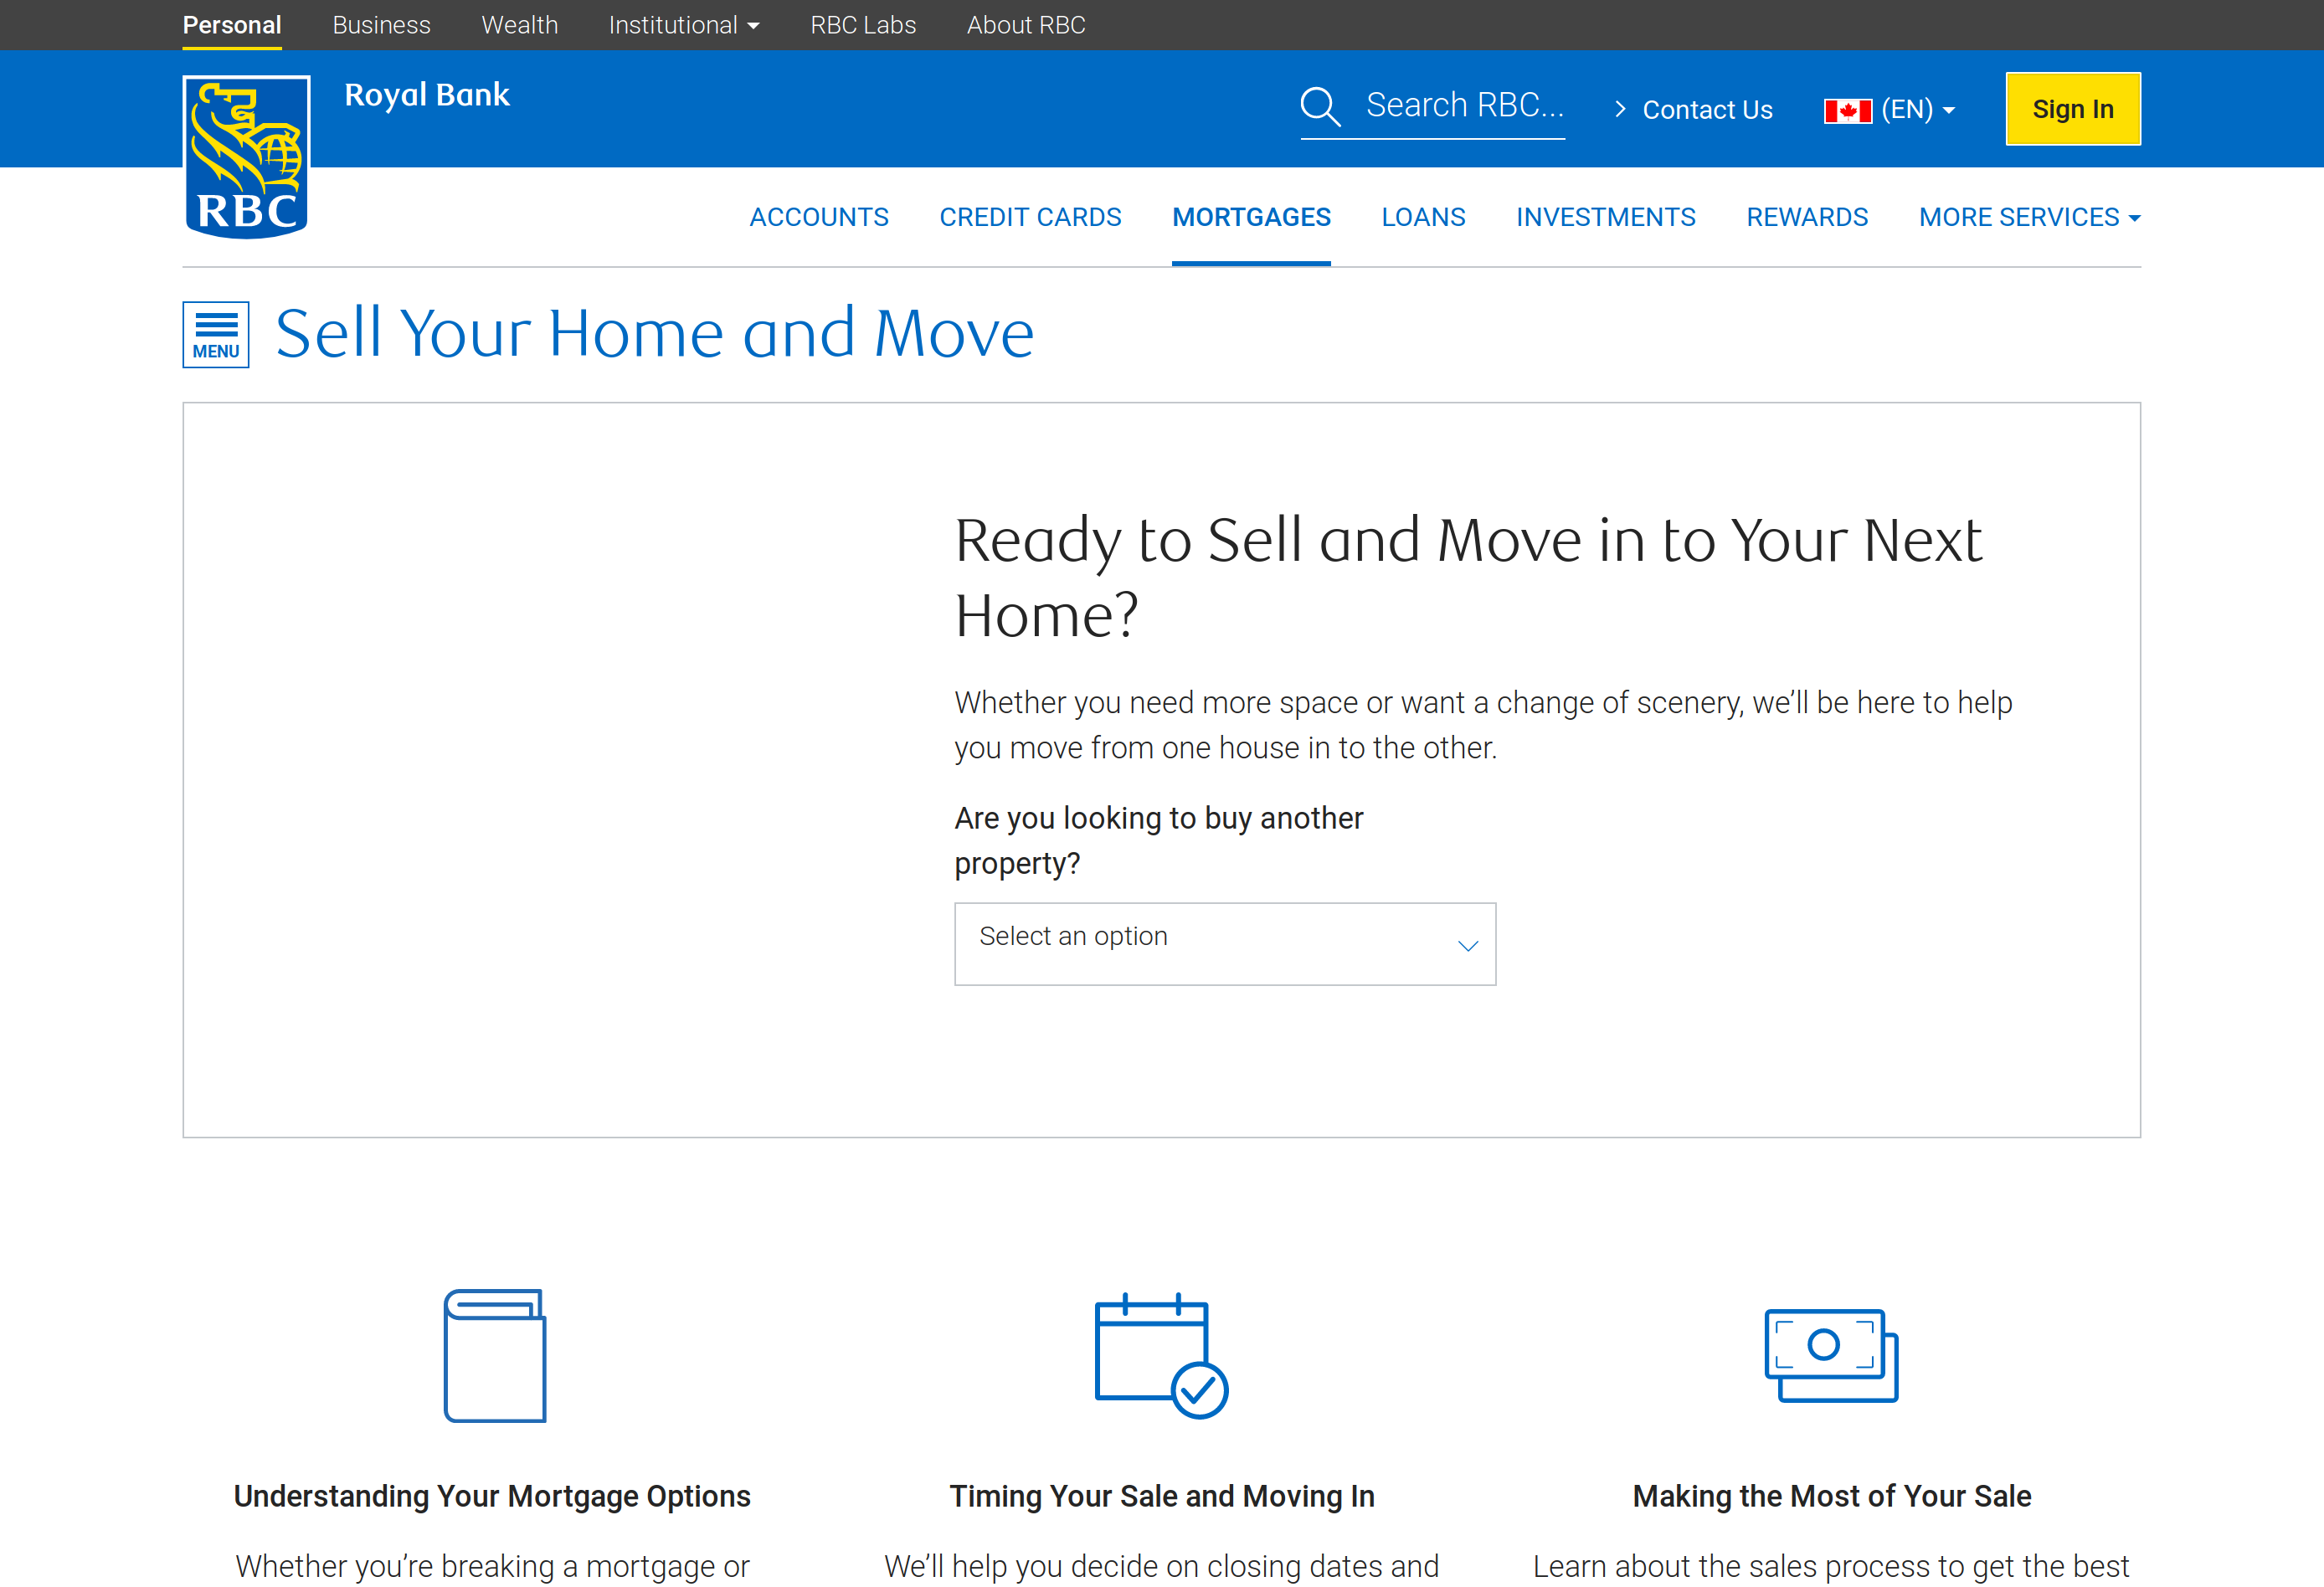 Personal Business Wealth Institutional RBC Labs About RBC
Royal Bank
Search RBC... Contact Us (EN) Sign In
RBC
ACCOUNTS CREDIT CARDS MORTGAGES LOANS INVESTMENTS REWARDS MORE SERVICES
MENU
Sell Your Home and Move
Ready to Sell and Move in to Your Next
Home?
Whether you need more space or want a change of scenery, we’ll be here to help
you move from one house in to the other.
Are you looking to buy another
property?
Select an option
Understanding Your Mortgage Options
Whether you’re breaking a mortgage or
Timing Your Sale and Moving In
We’ll help you decide on closing dates and
Making the Most of Your Sale
Learn about the sales process to get the best